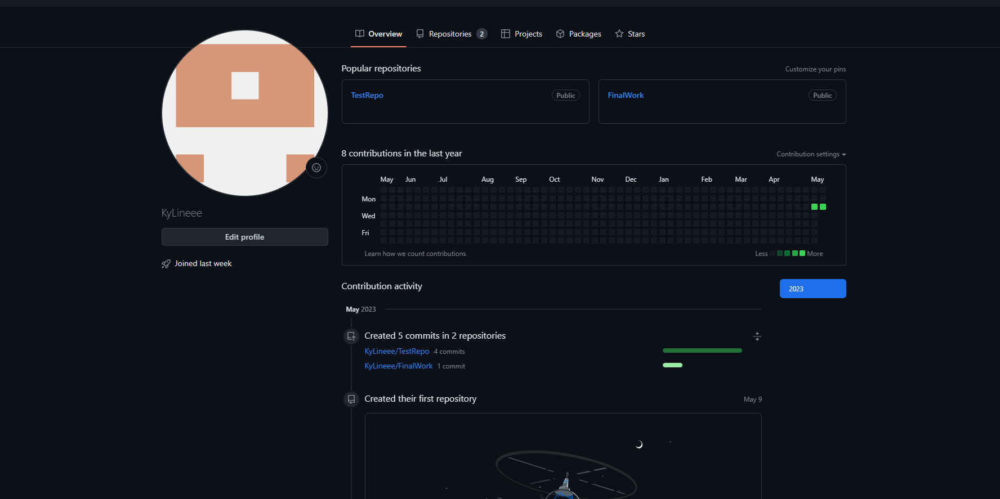 Overview Repositories 2 Projects Packages Stars
Popular repositories Customize your pins
TestRepo Public FinalWork Public
8 contributions in the last year Contribution settings
May Jun Jul Aug Sep Oct Nov Dec Jan Feb Mar Apr May
Mon
Wed
Fri
Learn how we count contributions Less More
KyLineee
Edit profile
Joined last week
Contribution activity 2023
May 2023
Created 5 commits in 2 repositories
KyLineee/TestRepo 4 commits
KyLineee/FinalWork 1 commit
Created their first repository May 9